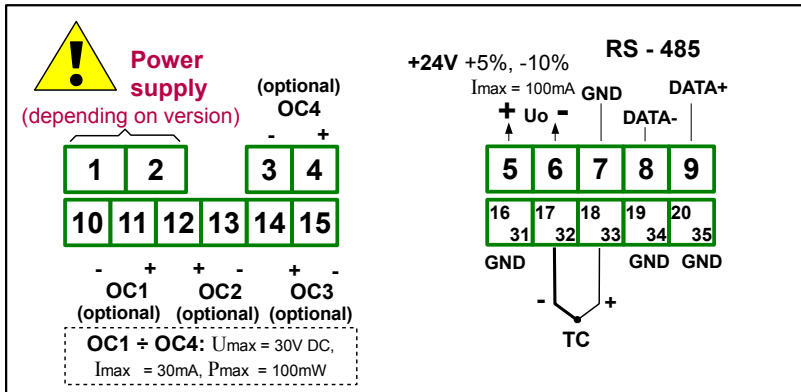 Power
supply
(depending on version)
(optional)
OC4
- +
1 2 3 4
10 11 12 13 14 15
- + + - + -
OC1 OC2 OC3
(optional) (optional) (optional)
OC1 ÷ OC4: Umax = 30V DC,
Imax = 30mA, Pmax = 100mW
+24V +5%, -10%
Imax = 100mA
+ Uo -
RS - 485
GND
DATA-
DATA+
5 6 7 8 9
16 17 18 19 20
31 32 33 34 35
GND GND GND
- +
TC